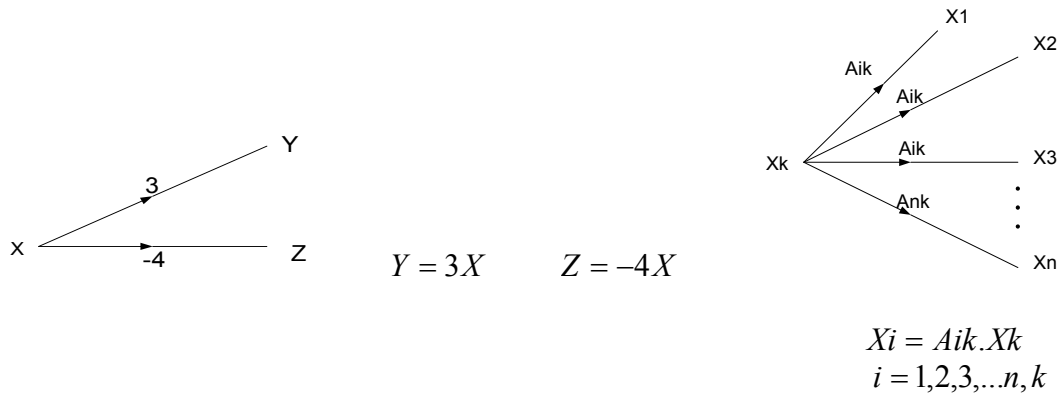 X1
X2
Aik
Aik
Y
Xk
Aik
X3
3
Ank
X
-4
Z
Y = 3X
Z = −4X
Xn
Xi = Aik.Xk
i = 1,2,3,...n,k